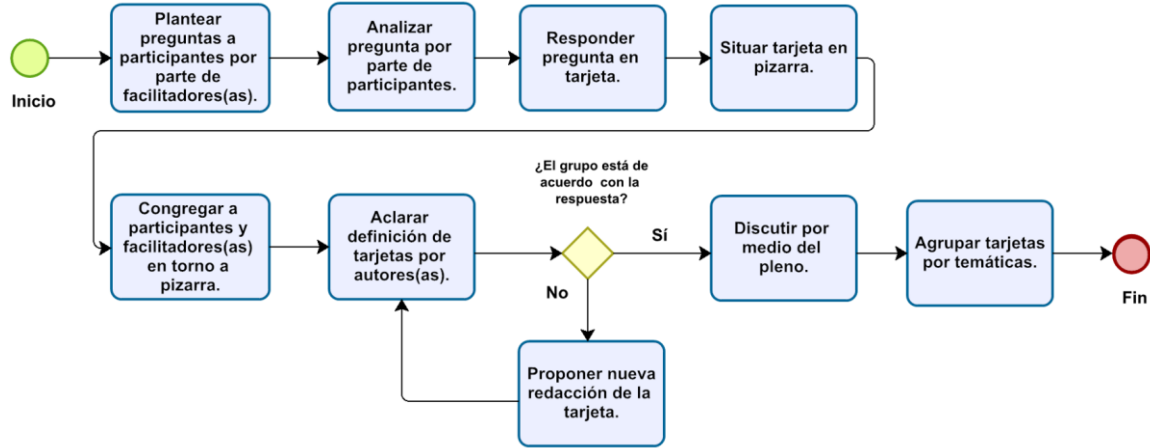 Plantear
preguntas a
participantes por
parte de
facilitadores(as).
Analizar
pregunta por
parte de
participantes.
Responder
pregunta en
tarjeta.
Situar tarjeta en
pizarra.
Inicio
¿El grupo está de
acuerdo con la
respuesta?
Congregar a
participantes y
facilitadores(as)
en torno a
pizarra.
Aclarar
definición de
tarjetas por
autores(as).
Sí
No
Discutir por
medio del
pleno.
Agrupar tarjetas
por temáticas.
Fin
Proponer nueva
redacción de la
tarjeta.